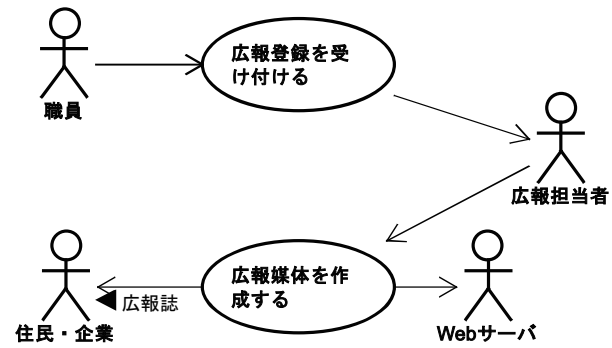 広報登録を受
け付ける
職員
広報担当者
広報媒体を作
成する
広報誌
住民・企業
Webサーバ